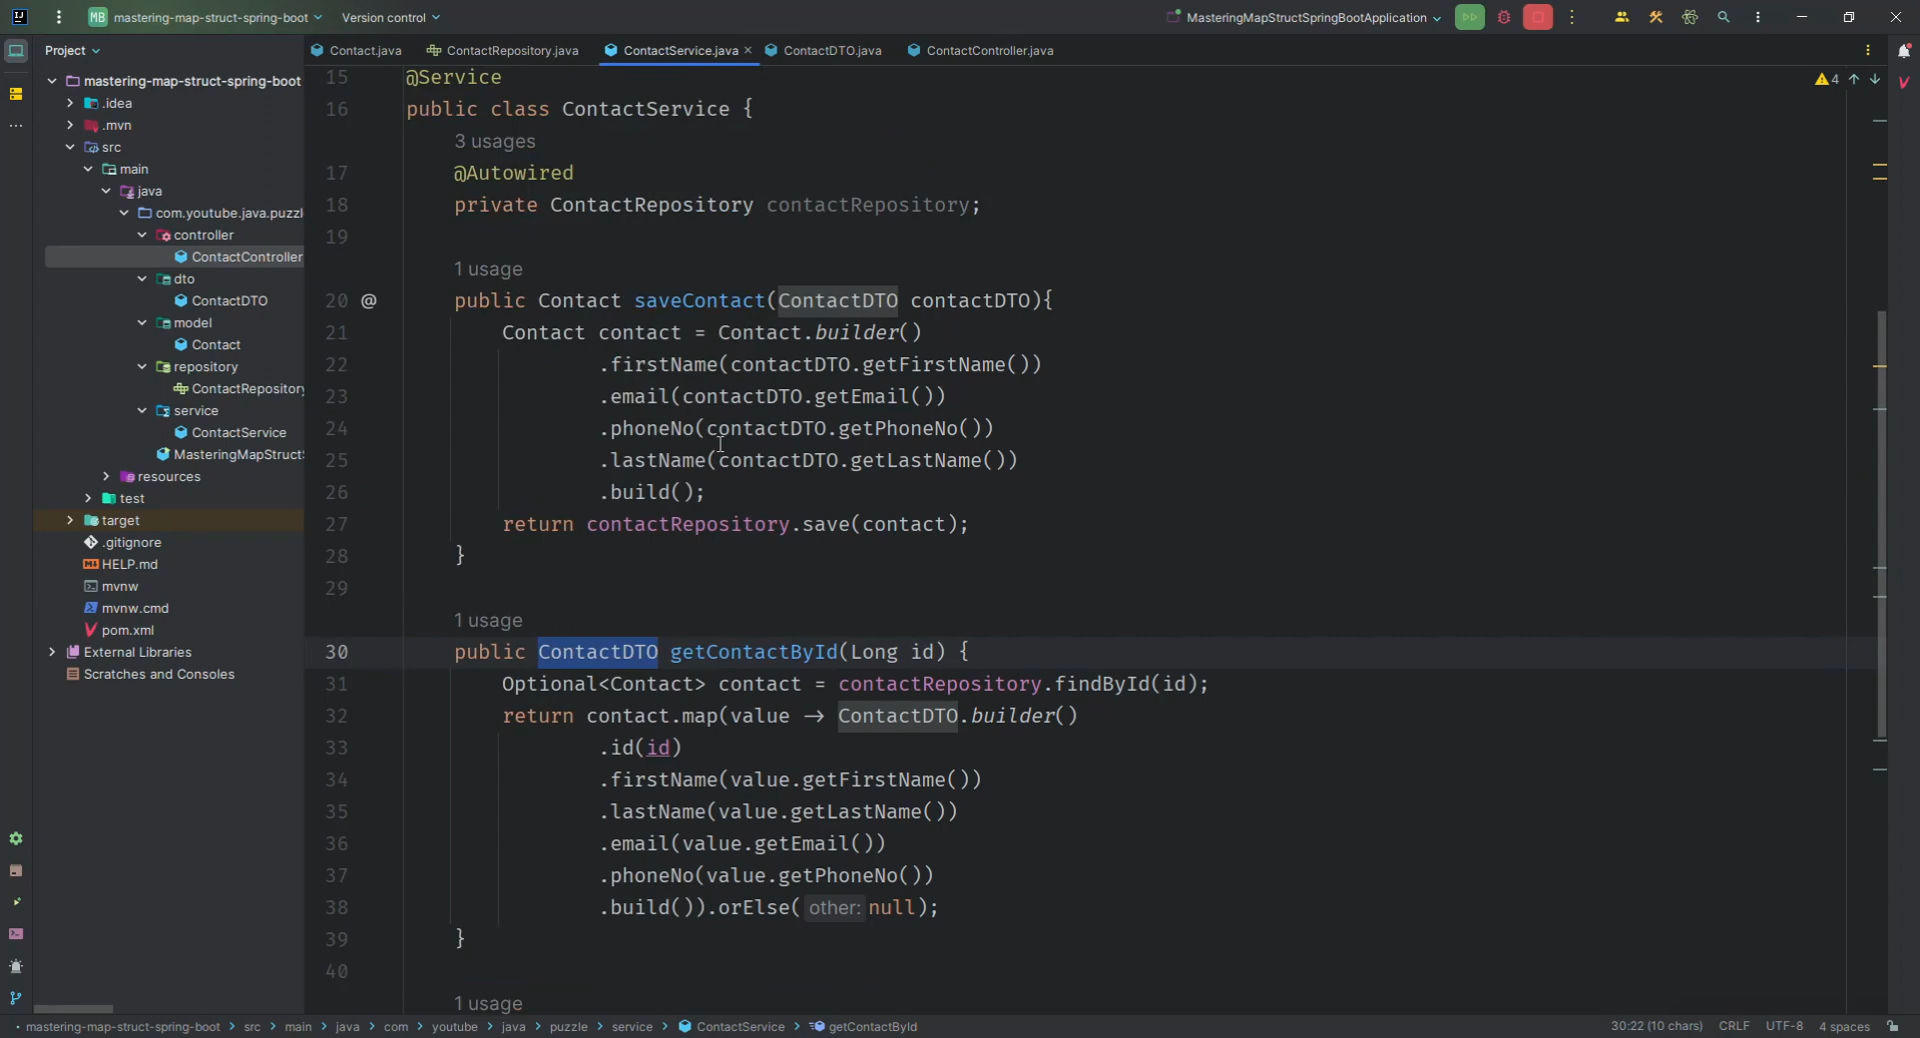 MB mastering-map-struct-spring-boot Version control MasteringMapStructSpringBootApplication
Project
Contact.java ContactRepository.java ContactService.java ContactDTO.java ContactController.java
mastering-map-struct-spring-boot
.idea
.mvn
src
main
java
com.youtube.java.puzzl
controller
ContactController
dto
ContactDTO
model
Contact
repository
ContactRepository
service
ContactService
MasteringMapStruct
resources
test
target
.gitignore
HELP.md
mvnw
mvnw.cmd
pom.xml
External Libraries
Scratches and Consoles
4
15 @Service
16 public class ContactService {
3 usages
17 @Autowired
18 private ContactRepository contactRepository;
19
1 usage
20 @ public Contact saveContact(ContactDTO contactDTO){
21 Contact contact = Contact.builder()
22 .firstName(contactDTO.getFirstName())
23 .email(contactDTO.getEmail())
24 .phoneNo(contactDTO.getPhoneNo())
25 .lastName(contactDTO.getLastName())
26 .build();
27 return contactRepository.save(contact);
28 }
29
1 usage
30 public ContactDTO getContactById(Long id) {
31 Optional<Contact> contact = contactRepository.findById(id);
32 return contact.map(value → ContactDTO.builder()
33 .id(id)
34 .firstName(value.getFirstName())
35 .lastName(value.getLastName())
36 .email(value.getEmail())
37 .phoneNo(value.getPhoneNo())
38 .build()).orElse( other: null);
39 }
40
1 usage
mastering-map-struct-spring-boot > src > main > java > com > youtube > java > puzzle > service > ContactService > getContactById 30:22 (10 chars) CRLF UTF-8 4 spaces